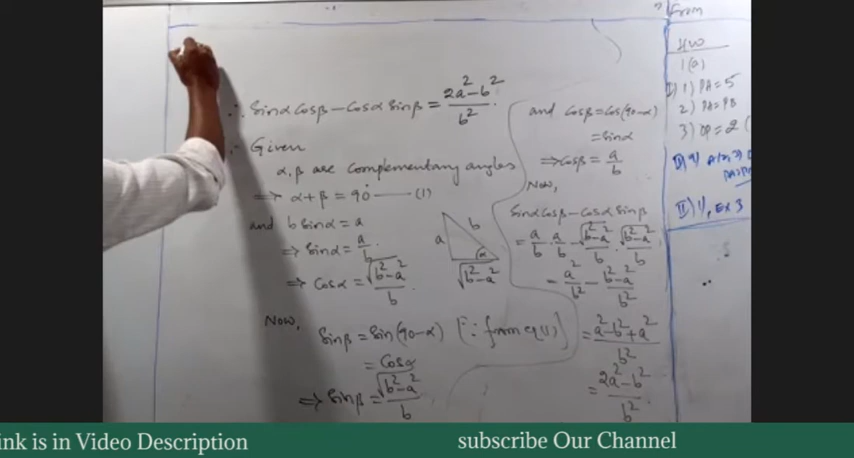 ∴ Sinα Cosβ – Cosα Sinβ = (2a² – b²)/b².
∵ Given
α, β are complementary angles
⇒ α + β = 90° —— (1)
and b Sinα = a
⇒ Sinα = a/b.
⇒ Cosα = √(b² – a²)/b.
a
b
α
√(b² – a²)
Now,
Sinβ = Sin(90 – α) [∵ from eq(1)]
= Cosα
⇒ Sinβ = √(b² – a²)/b
and Cosβ = Cos(90 – α)
= Sinα
⇒ Cosβ = a/b
Now,
Sinα Cosβ – Cosα Sinβ
= a/b . a/b – √(b² – a²)/b . √(b² – a²)/b
= a²/b² – (b² – a²)/b²
= (a² – b² + a²)/b²
= (2a² – b²)/b².
From
HW
1(a)
I) 1) PA = 5
2) PA = PB
3) OP = 2
II) 1), Ex 3
ink is in Video Description
subscribe Our Channel